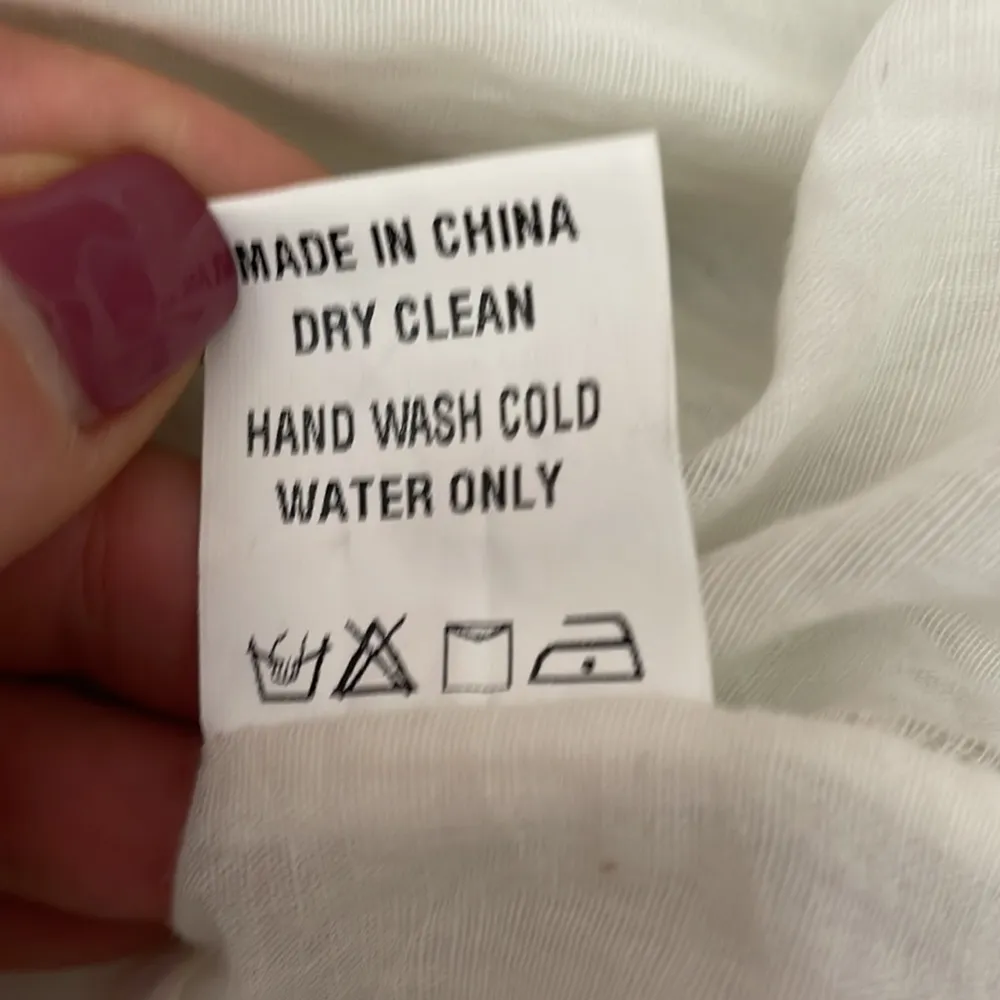 MADE IN CHINA
DRY CLEAN
HAND WASH COLD
WATER ONLY